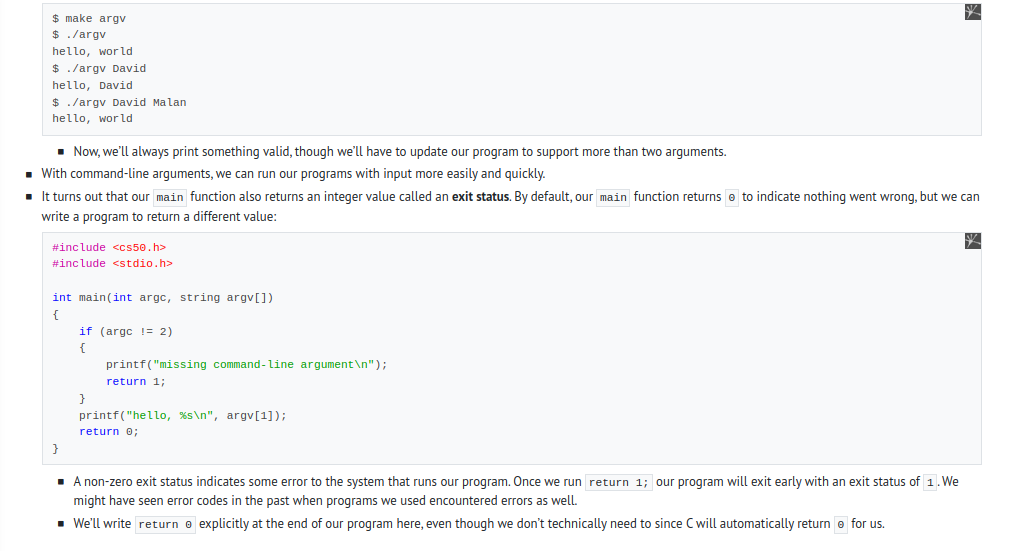 $ make argv
$ ./argv
hello, world
$ ./argv David
hello, David
$ ./argv David Malan
hello, world
▪ Now, we'll always print something valid, though we'll have to update our program to support more than two arguments.
▪ With command-line arguments, we can run our programs with input more easily and quickly.
▪ It turns out that our main function also returns an integer value called an exit status. By default, our main function returns 0 to indicate nothing went wrong, but we can
write a program to return a different value:
#include <cs50.h>
#include <stdio.h>
int main(int argc, string argv[])
{
    if (argc != 2)
    {
        printf("missing command-line argument\n");
        return 1;
    }
    printf("hello, %s\n", argv[1]);
    return 0;
}
▪ A non-zero exit status indicates some error to the system that runs our program. Once we run return 1; our program will exit early with an exit status of 1. We
might have seen error codes in the past when programs we used encountered errors as well.
▪ We'll write return 0 explicitly at the end of our program here, even though we don't technically need to since C will automatically return 0 for us.